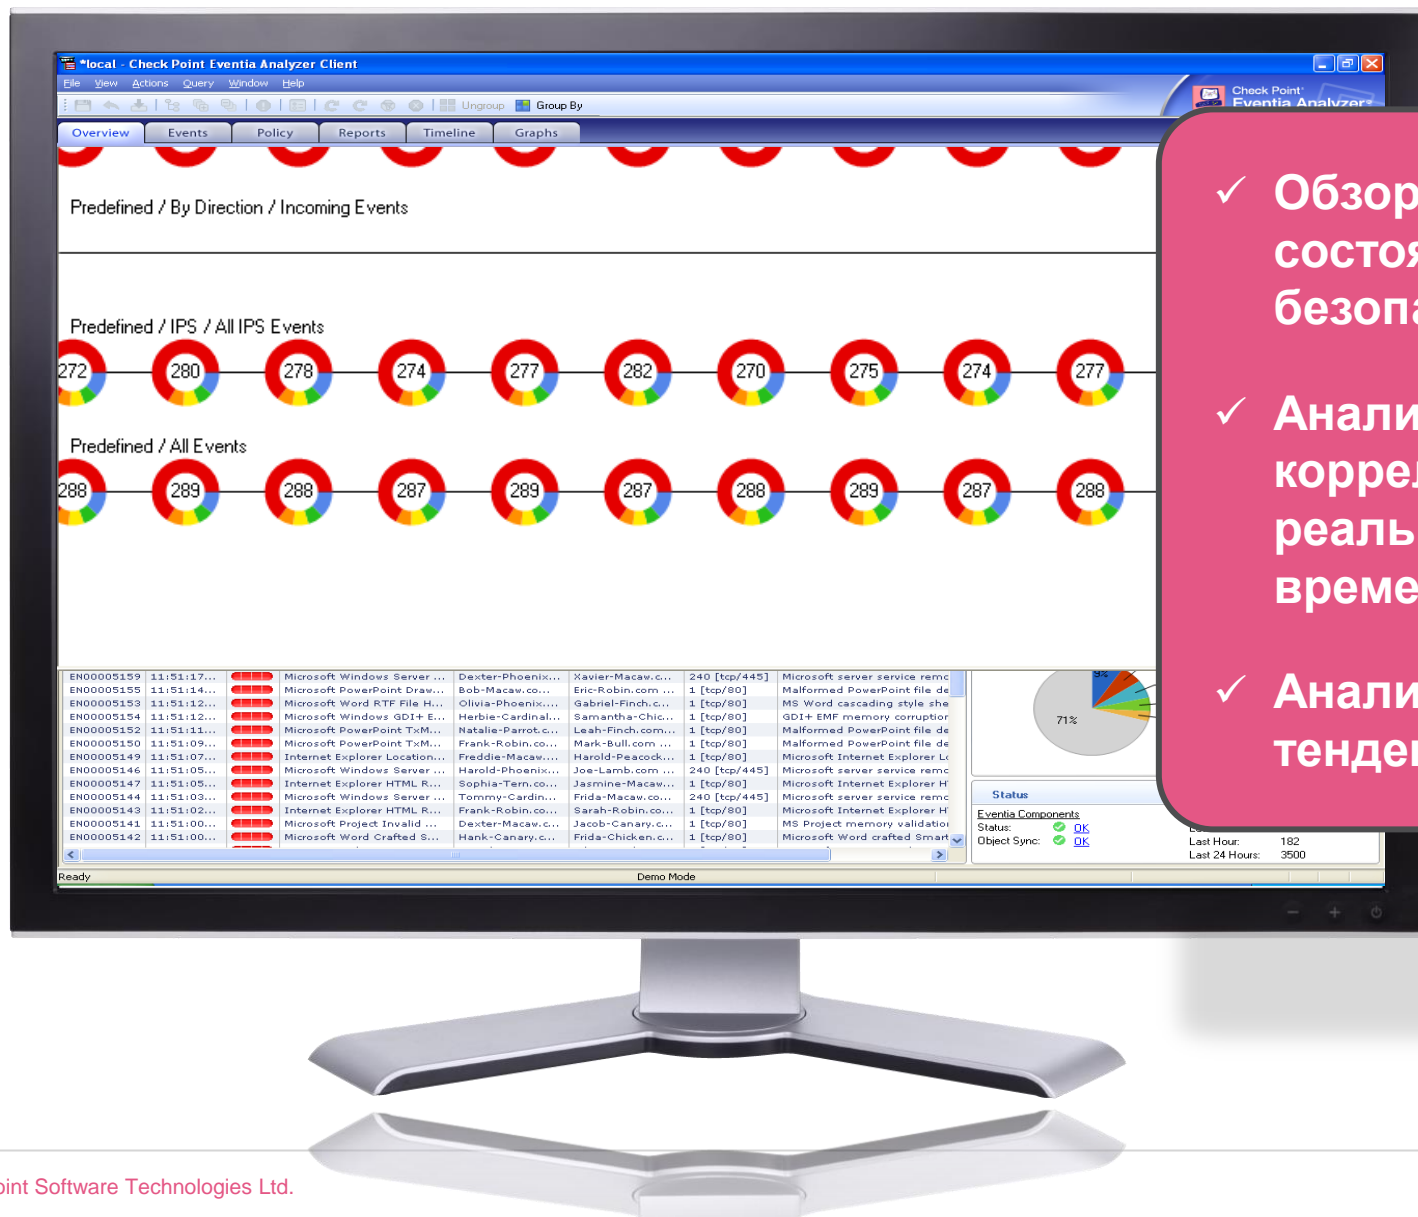 *local - Check Point Eventia Analyzer Client
File View Actions Query Window Help
Ungroup Group By
Check Point
Eventia Analyzer
Overview Events Policy Reports Timeline Graphs
Predefined / By Direction / Incoming Events
Predefined / IPS / All IPS Events
272 280 278 274 277 282 270 275 274 277
Predefined / All Events
288 289 288 287 289 287 288 289 287 288
EN00005159 11:51:17... Microsoft Windows Server ... Dexter-Phoenix... Xavier-Macaw.c... 240 [tcp/445] Microsoft server service remc
EN00005155 11:51:14... Microsoft PowerPoint Draw... Bob-Macaw.co... Eric-Robin.com ... 1 [tcp/80] Malformed PowerPoint file de
EN00005153 11:51:12... Microsoft Word RTF File H... Olivia-Phoenix.... Gabriel-Finch.c... 1 [tcp/80] MS Word cascading style she
EN00005154 11:51:12... Microsoft Windows GDI+ E... Herbie-Cardinal... Samantha-Chic... 1 [tcp/80] GDI+ EMF memory corruption
EN00005152 11:51:11... Microsoft PowerPoint TxM... Natalie-Parrot.c... Leah-Finch.com... 1 [tcp/80] Malformed PowerPoint file de
EN00005150 11:51:09... Microsoft PowerPoint TxM... Frank-Robin.co... Mark-Bull.com ... 1 [tcp/80] Malformed PowerPoint file de
EN00005149 11:51:07... Internet Explorer Location... Freddie-Macaw.... Harold-Peacock... 1 [tcp/80] Microsoft Internet Explorer Lo
EN00005146 11:51:05... Microsoft Windows Server ... Harold-Phoenix... Joe-Lamb.com ... 240 [tcp/445] Microsoft server service remc
EN00005147 11:51:05... Internet Explorer HTML R... Sophia-Tern.co... Jasmine-Macaw... 1 [tcp/80] Microsoft Internet Explorer H
EN00005144 11:51:03... Microsoft Windows Server ... Tommy-Cardin... Frida-Macaw.co... 240 [tcp/445] Microsoft server service remc
EN00005143 11:51:02... Internet Explorer HTML R... Frank-Robin.co... Sarah-Robin.co... 1 [tcp/80] Microsoft Internet Explorer H
EN00005141 11:51:00... Microsoft Project Invalid ... Dexter-Macaw.c... Jacob-Canary.c... 1 [tcp/80] MS Project memory validation
EN00005142 11:51:00... Microsoft Word Crafted S... Hank-Canary.c... Frida-Chicken.c... 1 [tcp/80] Microsoft Word crafted Smart
9%
71%
Status
Eventia Components
Status: OK
Object Sync: OK
Last Hour: 182
Last 24 Hours: 3500
Ready Demo Mode
✓ Обзор
состоя
безопа
✓ Анали
коррел
реаль
време
✓ Анали
тенде
oint Software Technologies Ltd.